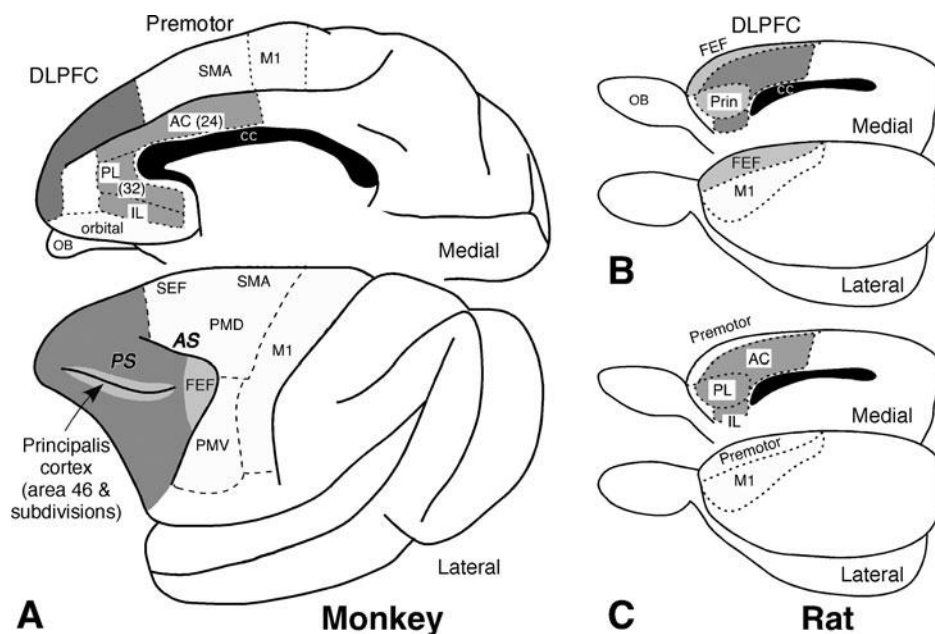 Premotor
DLPFC
SMA
M1
AC (24)
cc
PL
(32)
IL
orbital
OB
Medial
SEF
SMA
PMD
AS
M1
PS
FEF
Principalis
cortex
(area 46 &
subdivisions)
PMV
Lateral
A
Monkey
DLPFC
FEF
OB
Prin
cc
Medial
FEF
M1
B
Lateral
Premotor
AC
PL
IL
Medial
Premotor
M1
Lateral
C
Rat